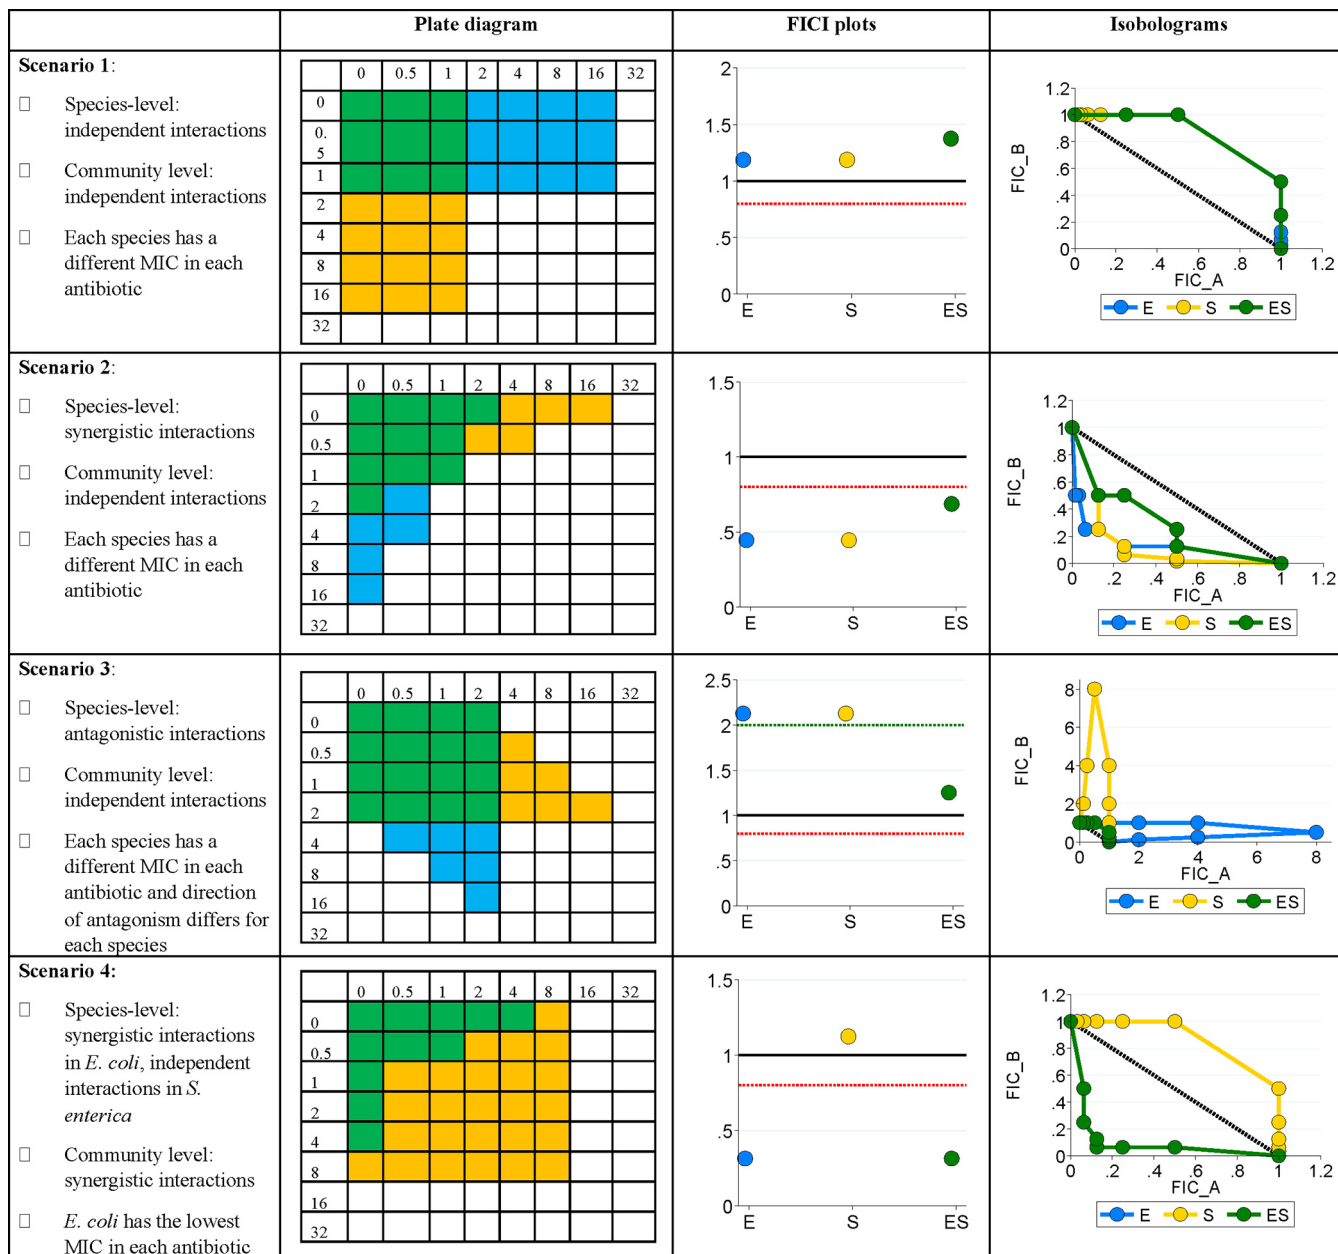 Plate diagram
FICI plots
Isobolograms
Scenario 1:
Species-level:
independent interactions
Community level:
independent interactions
Each species has a
different MIC in each
antibiotic
0 0.5 1 2 4 8 16 32
0
0.
5
1
2
4
8
16
32
2
1.5
1
.5
0
E S ES
1.2
1
.8
.6
.4
.2
0
FIC_B
0 .2 .4 .6 .8 1 1.2
FIC_A
E S ES
Scenario 2:
Species-level:
synergistic interactions
Community level:
independent interactions
Each species has a
different MIC in each
antibiotic
0 0.5 1 2 4 8 16 32
0
0.5
1
2
4
8
16
32
1.5
1
.5
0
E S ES
1.2
1
.8
.6
.4
.2
0
FIC_B
0 .2 .4 .6 .8 1 1.2
FIC_A
E S ES
Scenario 3:
Species-level:
antagonistic interactions
Community level:
independent interactions
Each species has a
different MIC in each
antibiotic and direction
of antagonism differs for
each species
0 0.5 1 2 4 8 16 32
0
0.5
1
2
4
8
16
32
2.5
2
1.5
1
.5
0
E S ES
8
6
4
2
0
FIC_B
0 2 4 6 8
FIC_A
E S ES
Scenario 4:
Species-level:
synergistic interactions
in E. coli, independent
interactions in S.
enterica
Community level:
synergistic interactions
E. coli has the lowest
MIC in each antibiotic
0 0.5 1 2 4 8 16 32
0
0.5
1
2
4
8
16
32
1.5
1
.5
0
E S ES
1.2
1
.8
.6
.4
.2
0
FIC_B
0 .2 .4 .6 .8 1 1.2
FIC_A
E S ES